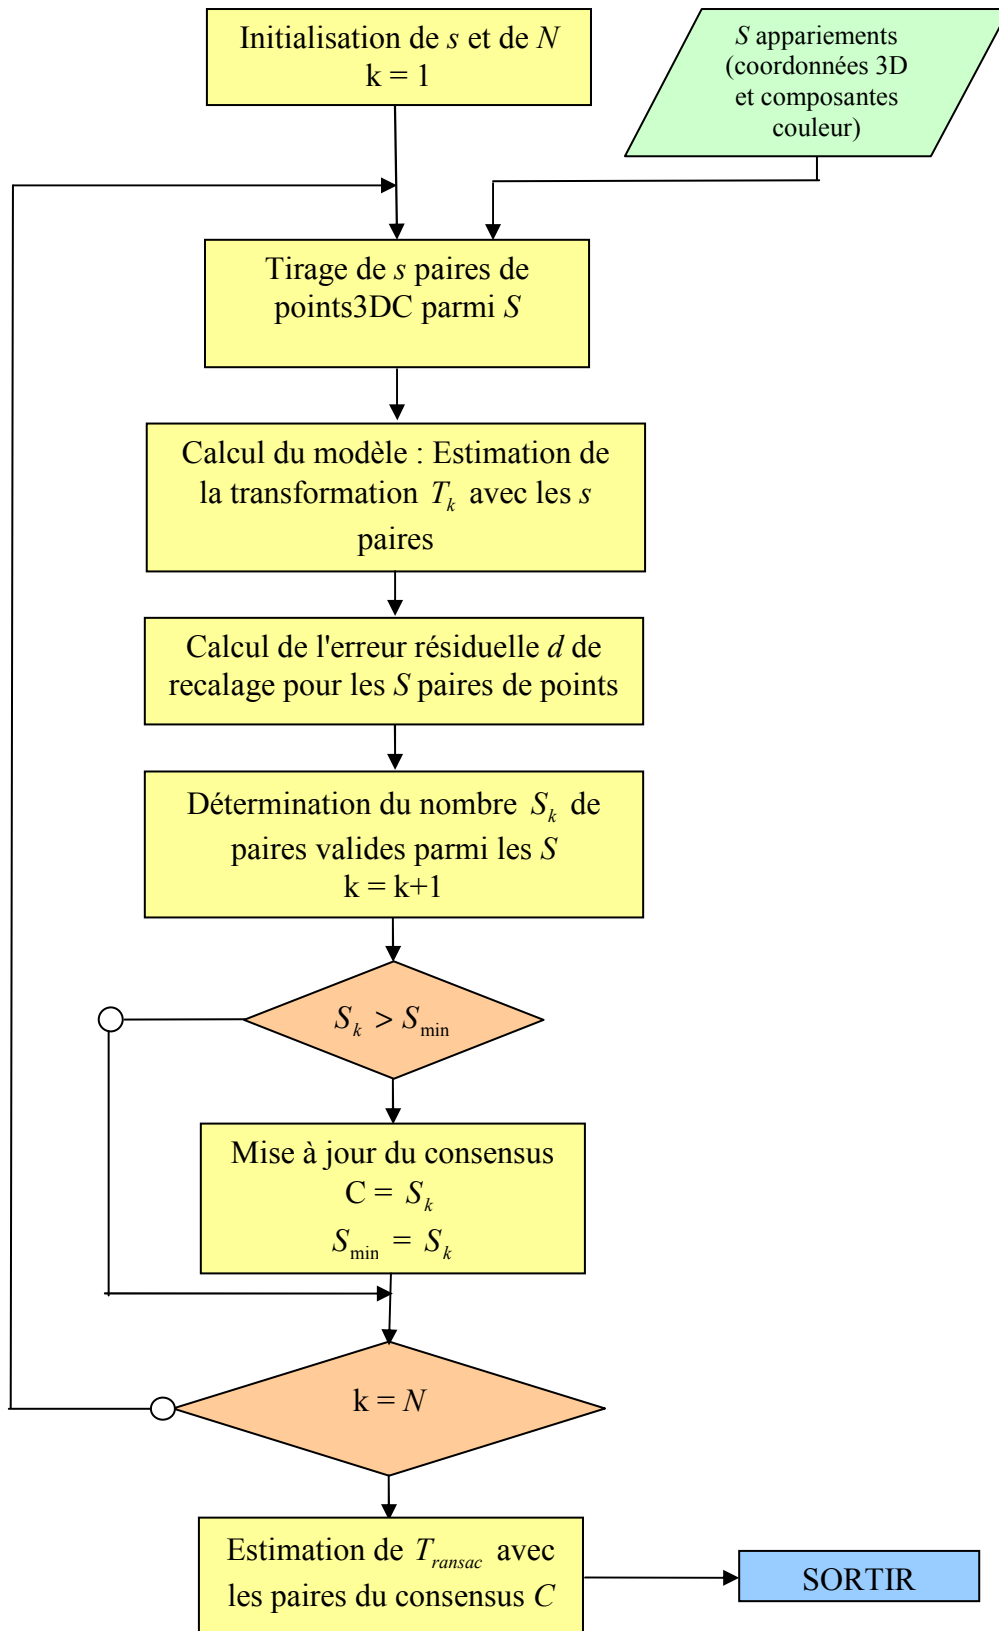 Initialisation de s et de N
k = 1
S appariements
(coordonnées 3D
et composantes
couleur)
Tirage de s paires de
points3DC parmi S
Calcul du modèle : Estimation de
la transformation T_k avec les s
paires
Calcul de l'erreur résiduelle d de
recalage pour les S paires de points
Détermination du nombre S_k de
paires valides parmi les S
k = k+1
S_k > S_min
Mise à jour du consensus
C = S_k
S_min = S_k
k = N
Estimation de T_ransac avec
les paires du consensus C
SORTIR